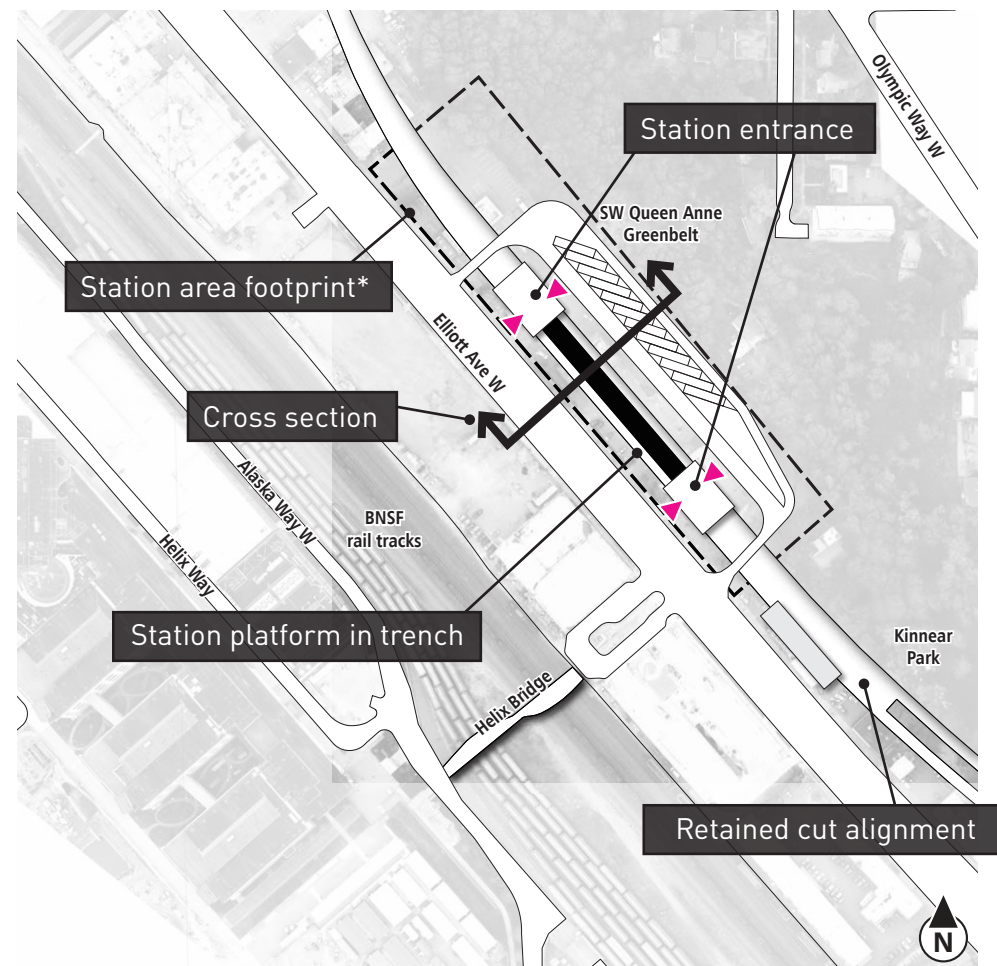 Olympic Way W
Station entrance
SW Queen Anne
Greenbelt
Station area footprint*
Elliott Ave W
Cross section
Alaska Way W
BNSF
rail tracks
Helix Way
Station platform in trench
Kinnear
Park
Helix Bridge
Retained cut alignment
N